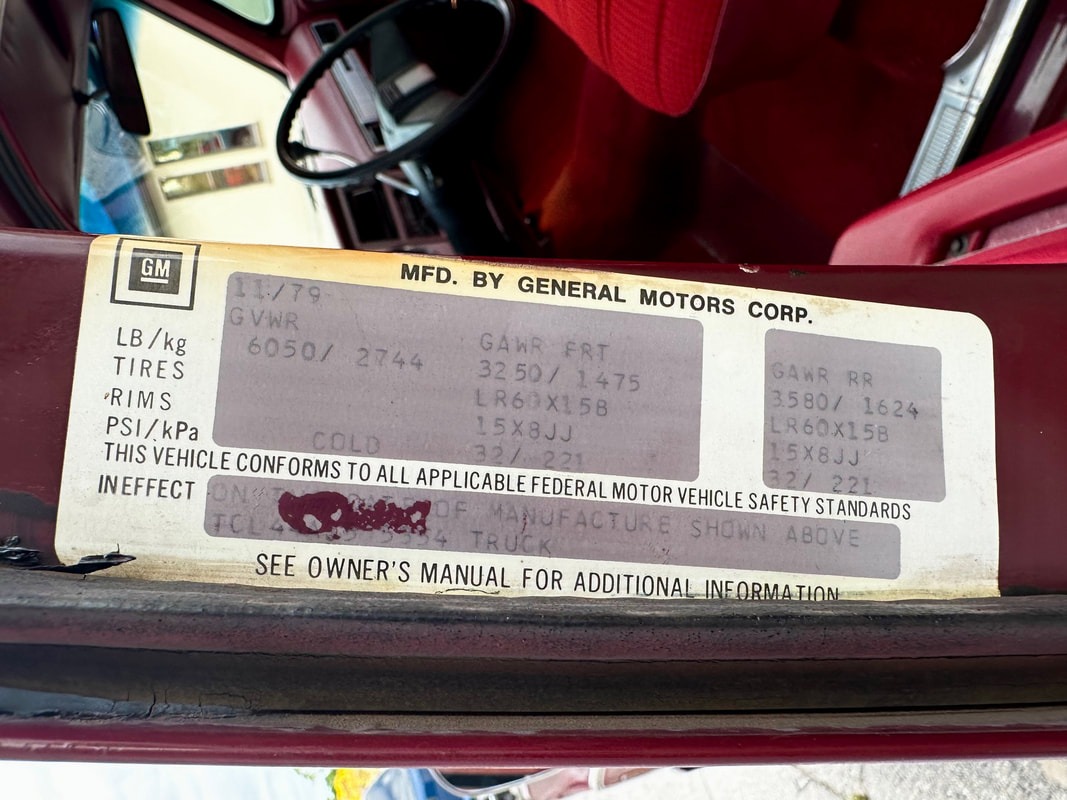 GM
MFD. BY GENERAL MOTORS CORP.
11/79
GVWR GAWR FRT GAWR RR
LB/kg 6050/ 2744 3250/ 1475 3580/ 1624
TIRES LR60X15B LR60X15B
RIMS 15X8JJ 15X8JJ
PSI/kPa COLD 32/ 221 32/ 221
THIS VEHICLE CONFORMS TO ALL APPLICABLE FEDERAL MOTOR VEHICLE SAFETY STANDARDS
IN EFFECT ON OF MANUFACTURE SHOWN ABOVE
TRUCK
SEE OWNER'S MANUAL FOR ADDITIONAL INFORMATION